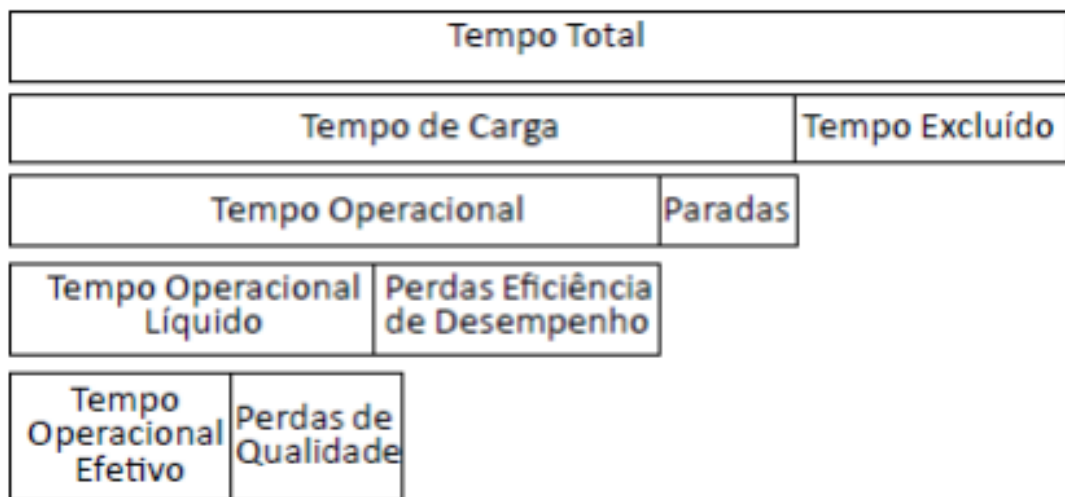 Tempo Total
Tempo de Carga
Tempo Excluído
Tempo Operacional
Paradas
Tempo Operacional
Líquido
Perdas Eficiência
de Desempenho
Tempo
Operacional
Efetivo
Perdas de
Qualidade